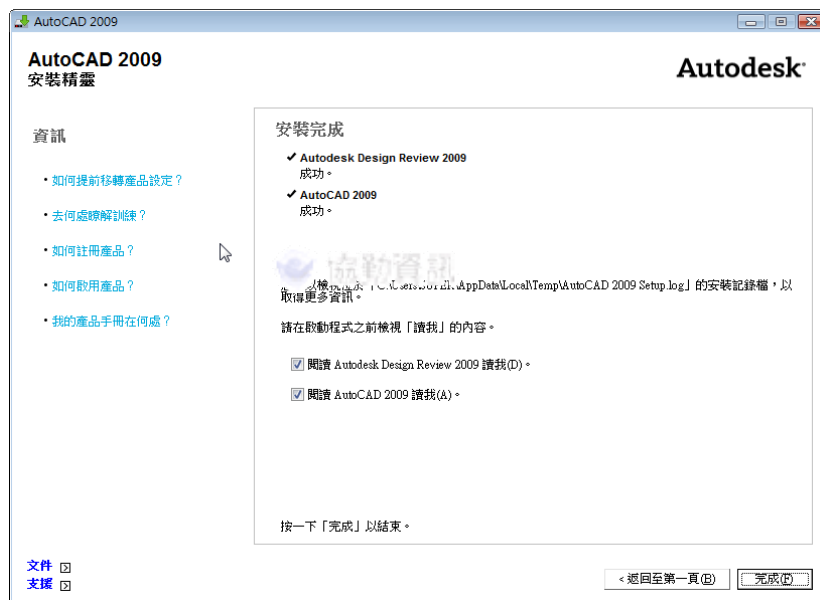 AutoCAD 2009
AutoCAD 2009
安裝精靈
Autodesk
資訊
如何提前移轉產品設定？
去何處瞭解訓練？
如何註冊產品？
如何啟用產品？
我的產品手冊在何處？
安裝完成
Autodesk Design Review 2009
成功。
AutoCAD 2009
成功。
協勤資訊
AppData\Local\Temp\AutoCAD 2009 Setup.log」的安裝記錄檔，以
取得更多資訊。
請在啟動程式之前檢視「讀我」的內容。
閱讀 Autodesk Design Review 2009 讀我(D)。
閱讀 AutoCAD 2009 讀我(A)。
按一下「完成」以結束。
文件
支援
<返回至第一頁(B)
完成(F)